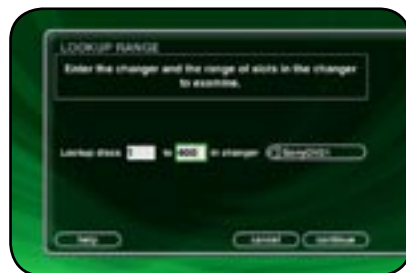 LOOKUP RANGE
Enter the changer and the range of slots in the changer
to examine.
Lookup discs 1 to 400 in changer SonyDVD1
help cancel continue